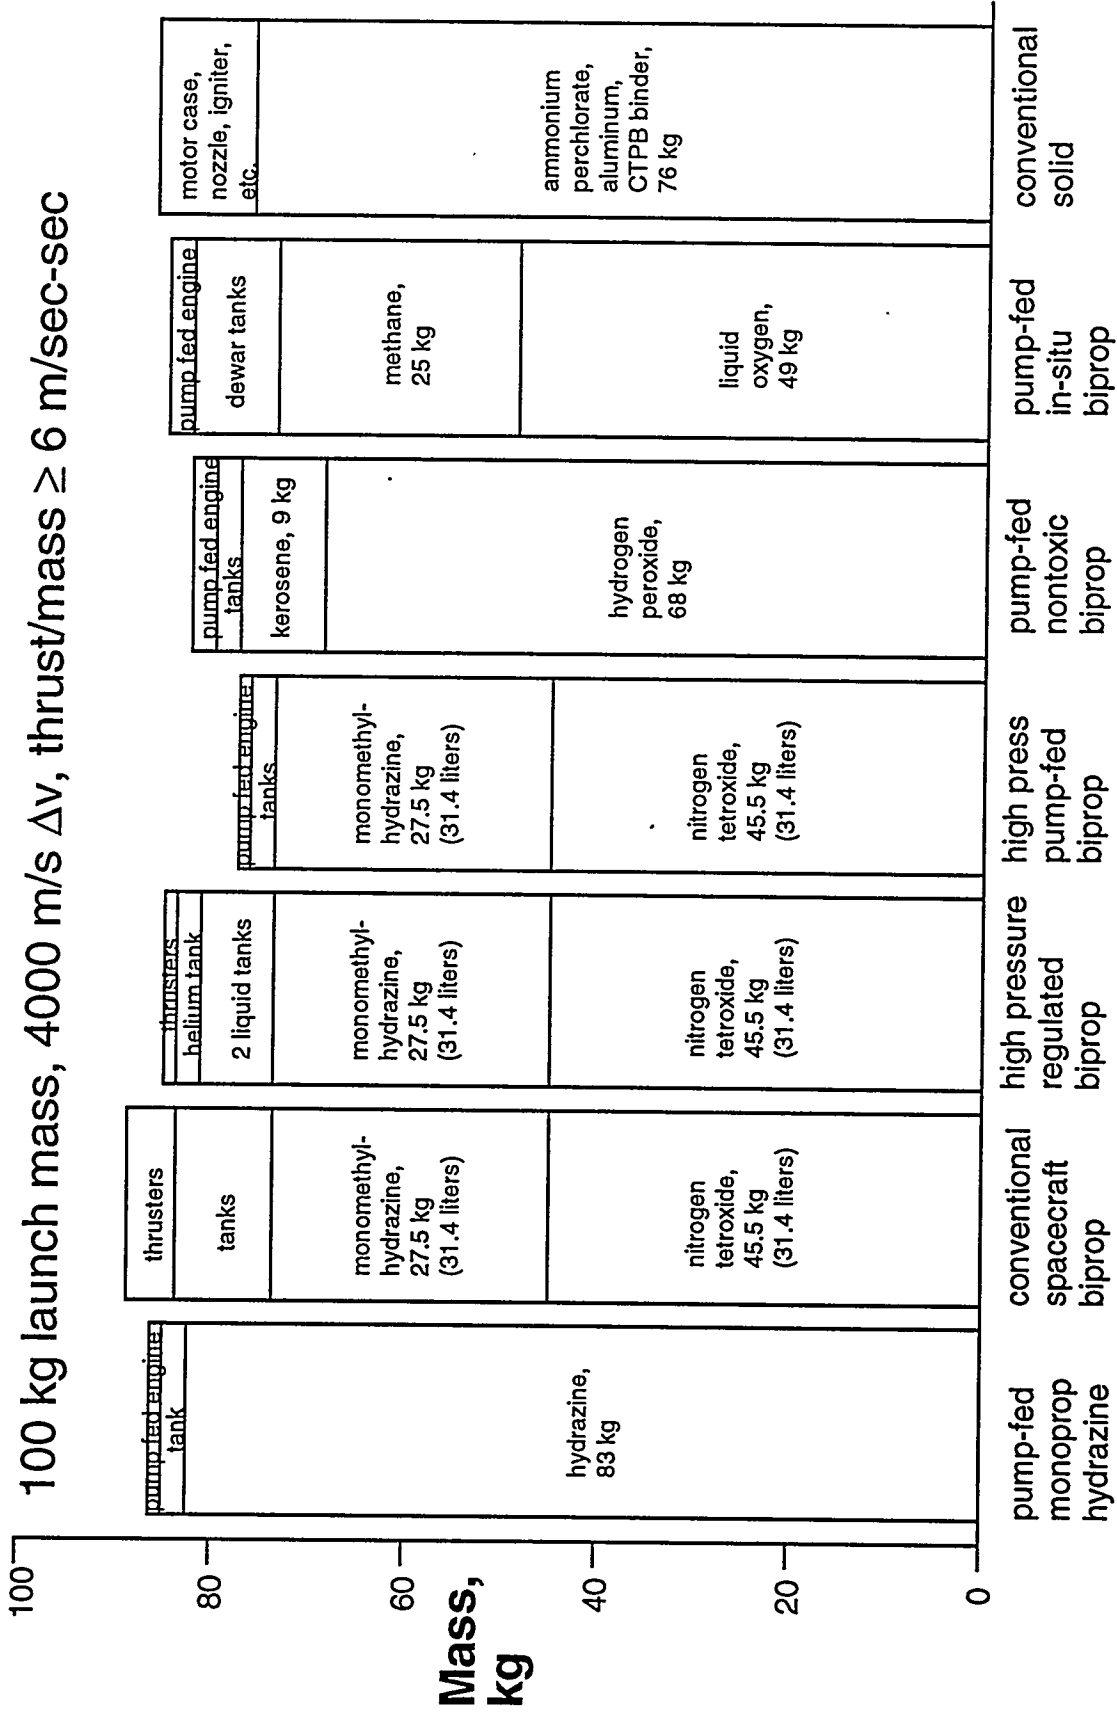 100 kg launch mass, 4000 m/s Δv, thrust/mass ≥ 6 m/sec-sec
100
80
60
40
20
0
Mass,
kg
pump fed engine
tank
hydrazine,
83 kg
pump-fed
monoprop
hydrazine
thrusters
tanks
monomethyl-
hydrazine,
27.5 kg
(31.4 liters)
nitrogen
tetroxide,
45.5 kg
(31.4 liters)
conventional
spacecraft
biprop
thrusters
helium tank
2 liquid tanks
monomethyl-
hydrazine,
27.5 kg
(31.4 liters)
nitrogen
tetroxide,
45.5 kg
(31.4 liters)
high pressure
regulated
biprop
pump fed engine
tanks
monomethyl-
hydrazine,
27.5 kg
(31.4 liters)
nitrogen
tetroxide,
45.5 kg
(31.4 liters)
high press
pump-fed
biprop
pump fed engine
tanks
kerosene, 9 kg
hydrogen
peroxide,
68 kg
pump-fed
nontoxic
biprop
pump fed engine
dewar tanks
methane,
25 kg
liquid
oxygen,
49 kg
pump-fed
in-situ
biprop
motor case,
nozzle, igniter,
etc.
ammonium
perchlorate,
aluminum,
CTPB binder,
76 kg
conventional
solid